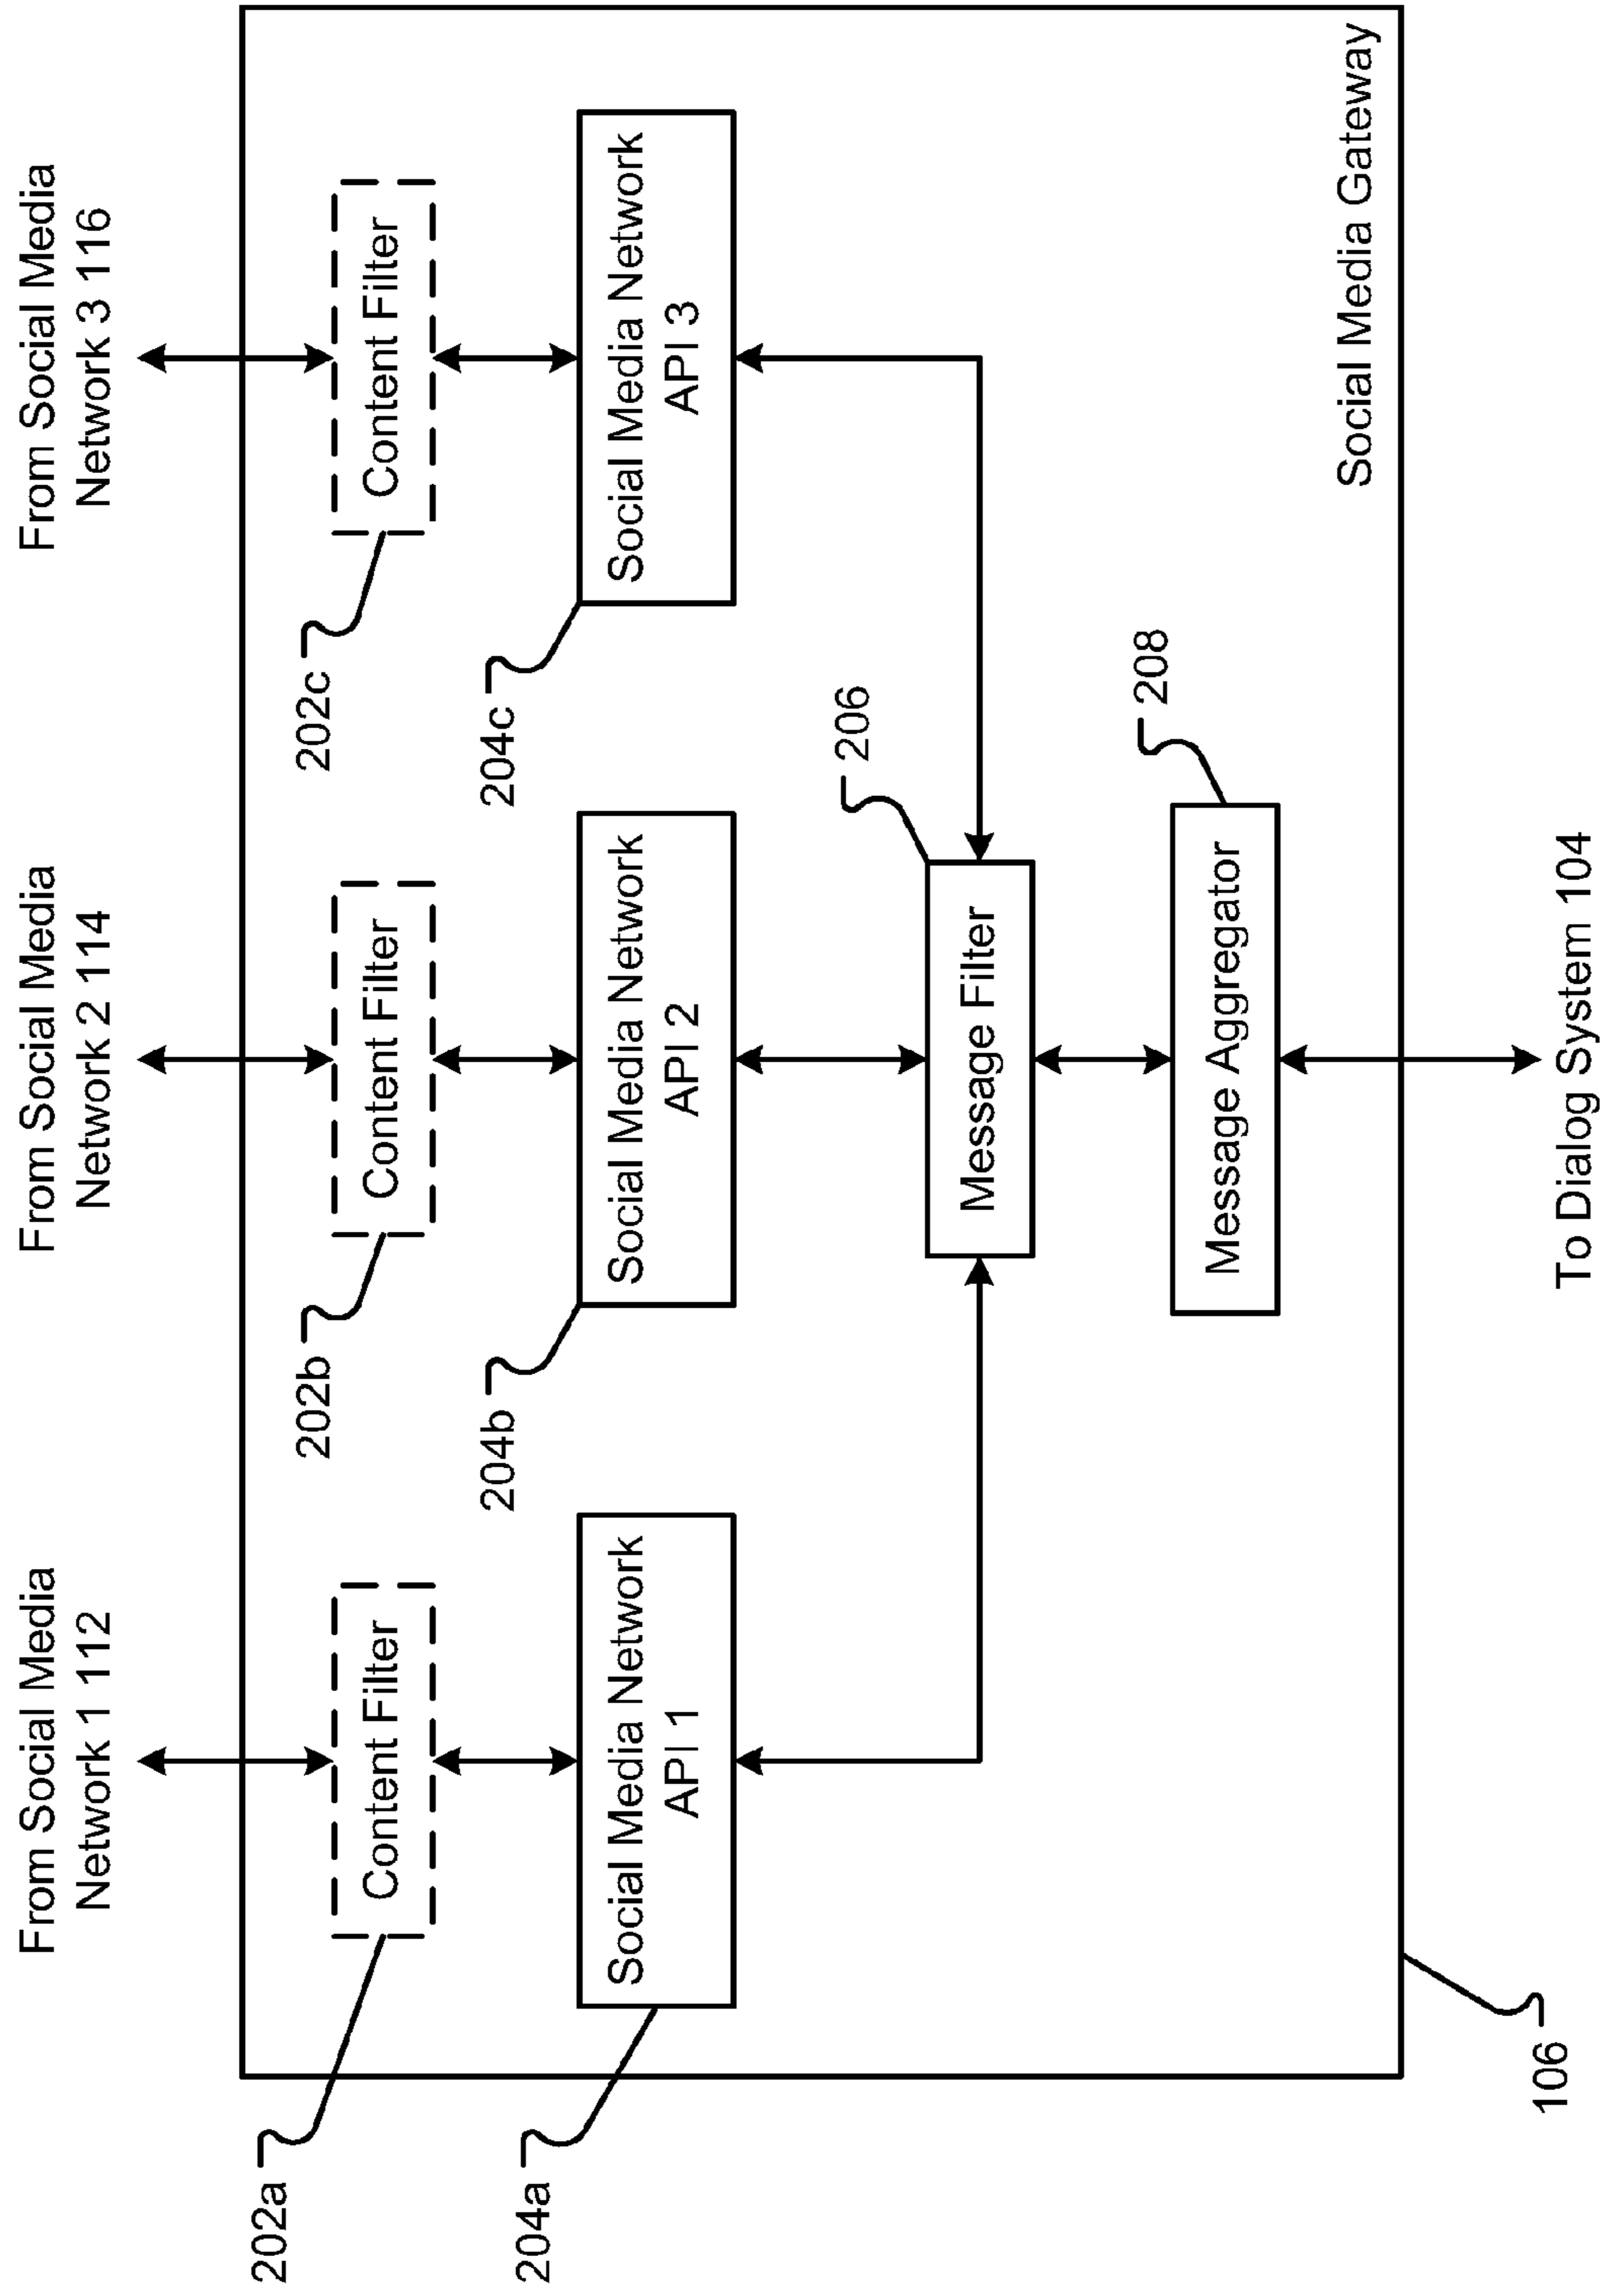 From Social Media
Network 1 112
From Social Media
Network 2 114
From Social Media
Network 3 116
202a
Content Filter
202b
Content Filter
202c
Content Filter
204a
Social Media Network
API 1
204b
Social Media Network
API 2
204c
Social Media Network
API 3
206
Message Filter
208
Message Aggregator
Social Media Gateway
106
To Dialog System 104